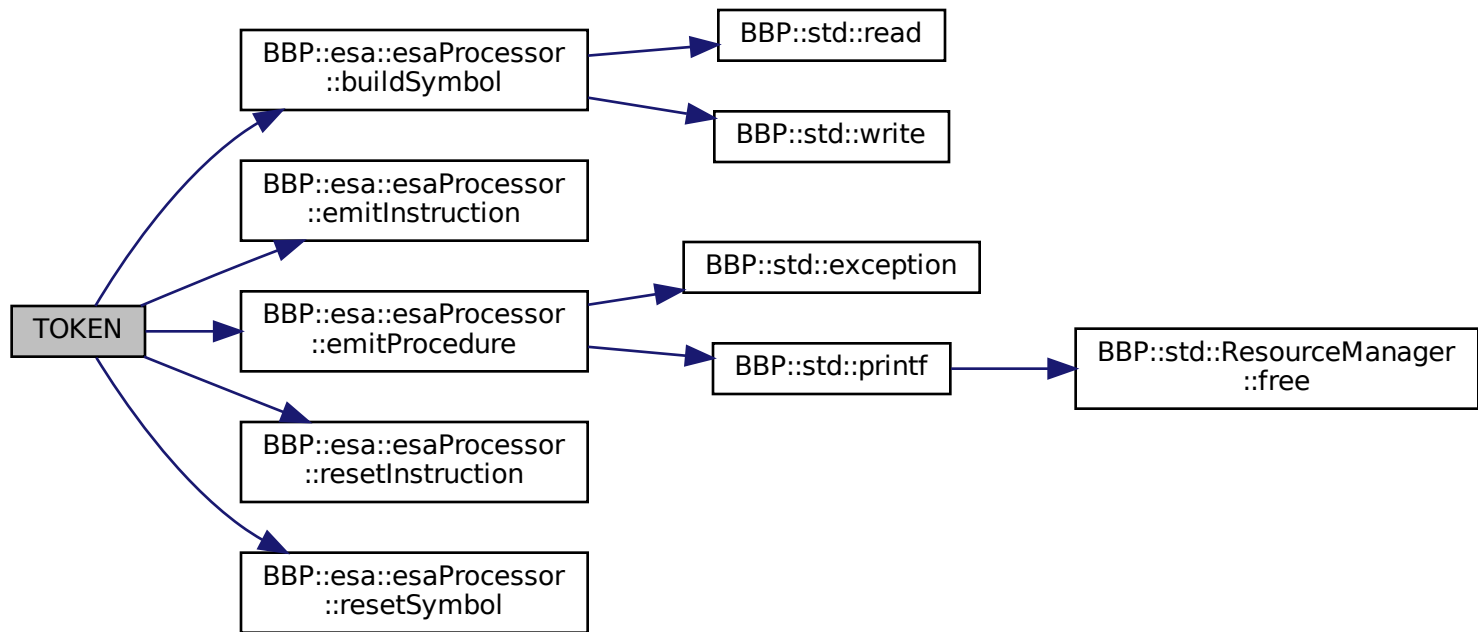 TOKEN
BBP::esa::esaProcessor
::buildSymbol
BBP::std::read
BBP::std::write
BBP::esa::esaProcessor
::emitInstruction
BBP::esa::esaProcessor
::emitProcedure
BBP::std::exception
BBP::std::printf
BBP::std::ResourceManager
::free
BBP::esa::esaProcessor
::resetInstruction
BBP::esa::esaProcessor
::resetSymbol